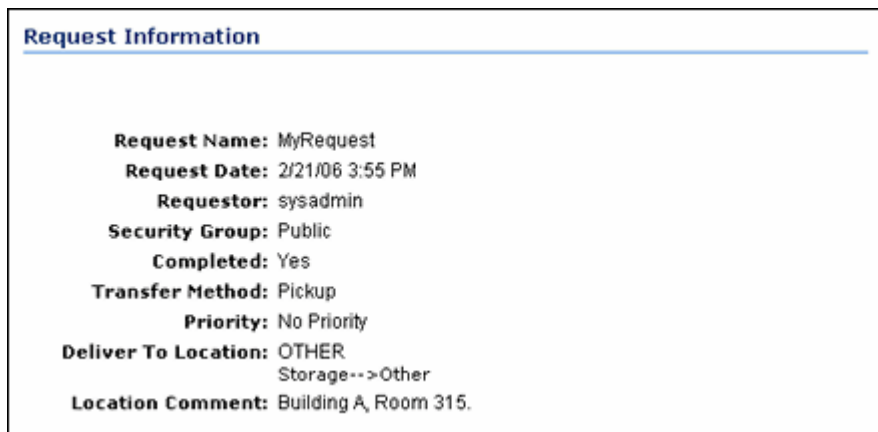 Request Information
Request Name: MyRequest
Request Date: 2/21/06 3:55 PM
Requestor: sysadmin
Security Group: Public
Completed: Yes
Transfer Method: Pickup
Priority: No Priority
Deliver To Location: OTHER
Storage-->Other
Location Comment: Building A, Room 315.